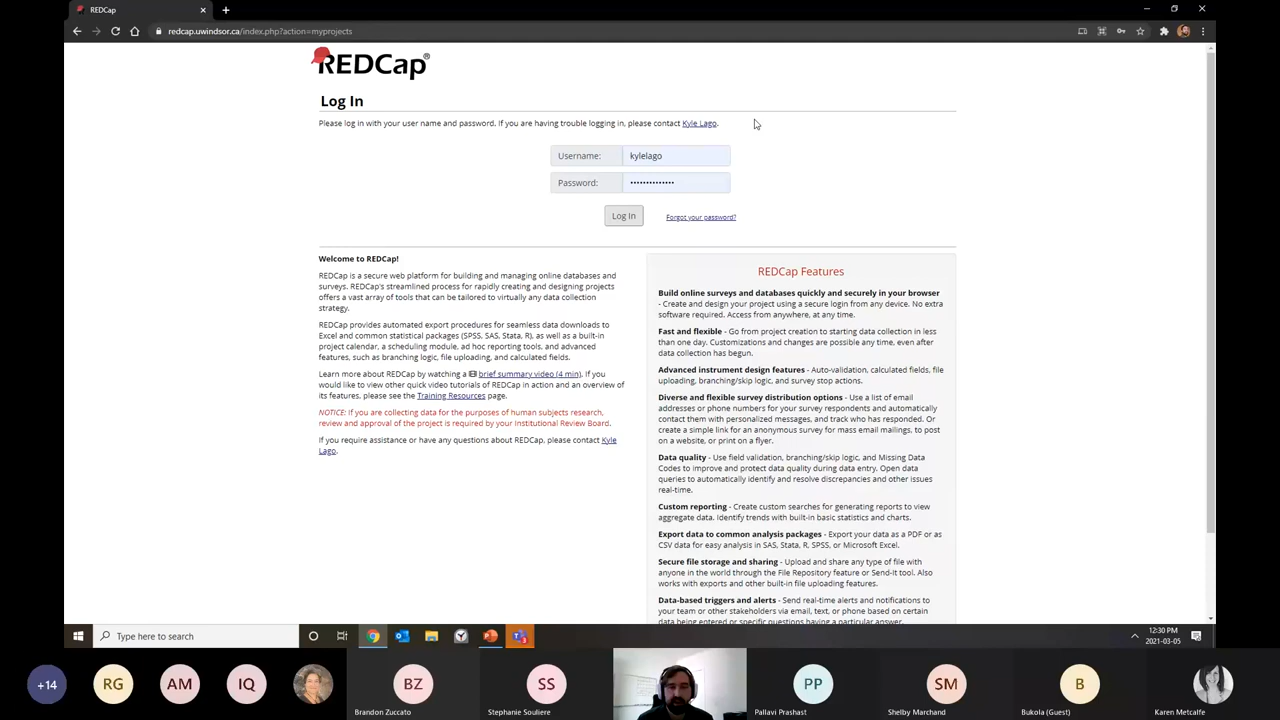 REDCap
redcap.uwindsor.ca/index.php?action=myprojects
REDCap®
Log In
Please log in with your user name and password. If you are having trouble logging in, please contact Kyle Lago.
Username: kylelago
Password: ••••••••••••••
Log In Forgot your password?
Welcome to REDCap!
REDCap is a secure web platform for building and managing online databases and
surveys. REDCap's streamlined process for rapidly creating and designing projects
offers a vast array of tools that can be tailored to virtually any data collection
strategy.
REDCap provides automated export procedures for seamless data downloads to
Excel and common statistical packages (SPSS, SAS, Stata, R), as well as a built-in
project calendar, a scheduling module, ad hoc reporting tools, and advanced
features, such as branching logic, file uploading, and calculated fields.
Learn more about REDCap by watching a brief summary video (4 min). If you
would like to view other quick video tutorials of REDCap in action and an overview of
its features, please see the Training Resources page.
NOTICE: If you are collecting data for the purposes of human subjects research,
review and approval of the project is required by your Institutional Review Board.
If you require assistance or have any questions about REDCap, please contact Kyle
Lago.
REDCap Features
Build online surveys and databases quickly and securely in your browser
- Create and design your project using a secure login from any device. No extra
software required. Access from anywhere, at any time.
Fast and flexible - Go from project creation to starting data collection in less
than one day. Customizations and changes are possible any time, even after
data collection has begun.
Advanced instrument design features - Auto-validation, calculated fields, file
uploading, branching/skip logic, and survey stop actions.
Diverse and flexible survey distribution options - Use a list of email
addresses or phone numbers for your survey respondents and automatically
contact them with personalized messages, and track who has responded. Or
create a simple link for an anonymous survey for mass email mailings, to post
on a website, or print on a flyer.
Data quality - Use field validation, branching/skip logic, and Missing Data
Codes to improve and protect data quality during data entry. Open data
queries to automatically identify and resolve discrepancies and other issues
real-time.
Custom reporting - Create custom searches for generating reports to view
aggregate data. Identify trends with built-in basic statistics and charts.
Export data to common analysis packages - Export your data as a PDF or as
CSV data for easy analysis in SAS, Stata, R, SPSS, or Microsoft Excel.
Secure file storage and sharing - Upload and share any type of file with
anyone in the world through the File Repository feature or Send-It tool. Also
works with exports and other built-in file uploading features.
Data-based triggers and alerts - Send real-time alerts and notifications to
your team or other stakeholders via email, text, or phone based on certain
data being entered or specific questions having a particular answer.
Type here to search
12:30 PM
2021-03-05
+14 RG AM IQ BZ SS PP SM B
Brandon Zuccato Stephanie Souliere Pallavi Prashast Shelby Marchand Bukola (Guest) Karen Metcalfe